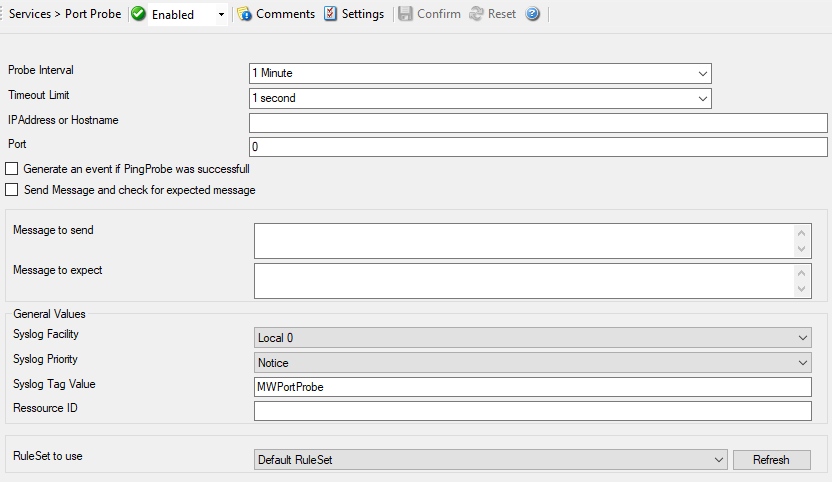 Services > Port Probe Enabled Comments Settings Confirm Reset ?
Probe Interval 1 Minute
Timeout Limit 1 second
IPAddress or Hostname
Port 0
Generate an event if PingProbe was successfull
Send Message and check for expected message
Message to send
Message to expect
General Values
Syslog Facility Local 0
Syslog Priority Notice
Syslog Tag Value MWPortProbe
Ressource ID
RuleSet to use Default RuleSet Refresh